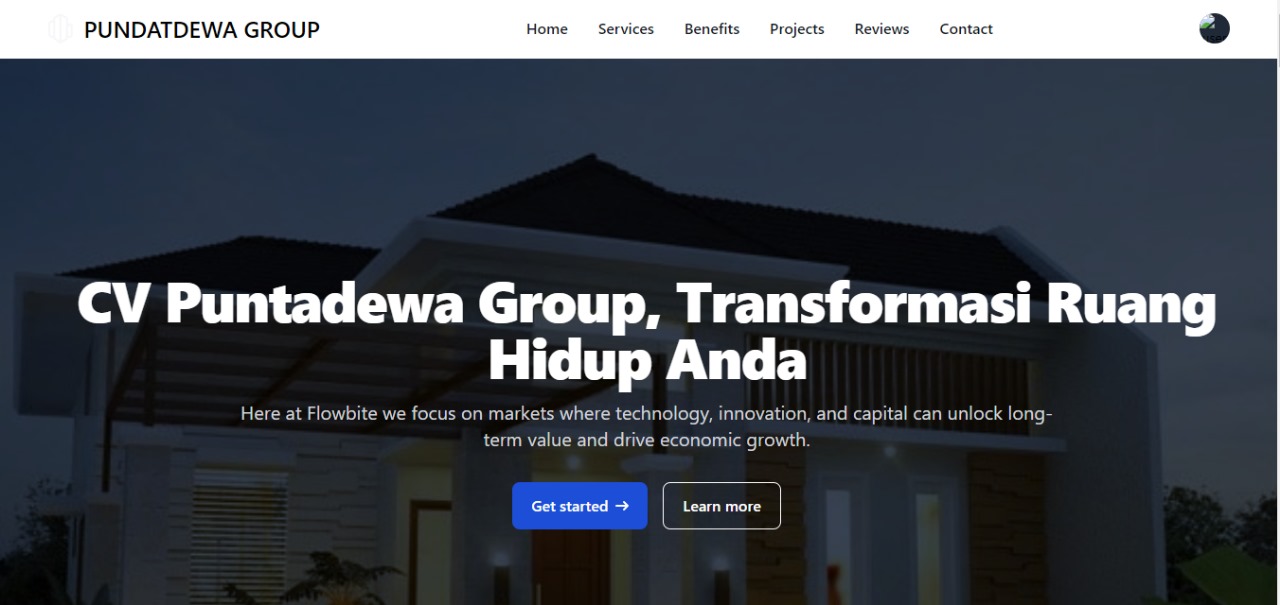 PUNDATDEWA GROUP
Home Services Benefits Projects Reviews Contact
CV Puntadewa Group, Transformasi Ruang
Hidup Anda
Here at Flowbite we focus on markets where technology, innovation, and capital can unlock long-
term value and drive economic growth.
Get started → Learn more